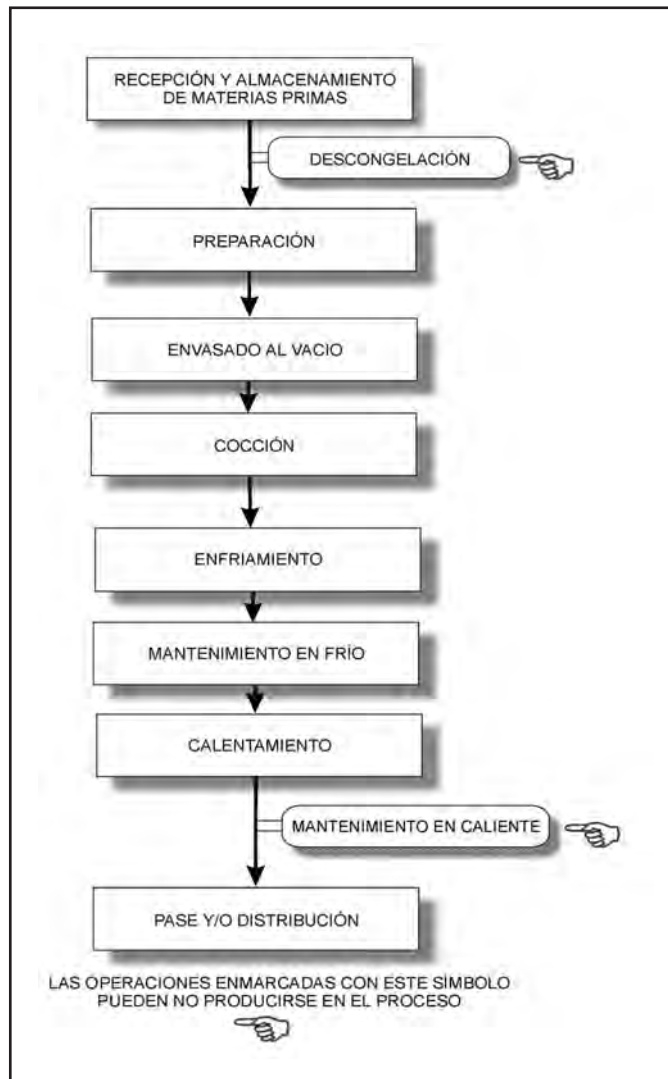 RECEPCIÓN Y ALMACENAMIENTO
DE MATERIAS PRIMAS
DESCONGELACIÓN
PREPARACIÓN
ENVASADO AL VACIO
COCCIÓN
ENFRIAMIENTO
MANTENIMIENTO EN FRÍO
CALENTAMIENTO
MANTENIMIENTO EN CALIENTE
PASE Y/O DISTRIBUCIÓN
LAS OPERACIONES ENMARCADAS CON ESTE SÍMBOLO
PUEDEN NO PRODUCIRSE EN EL PROCESO